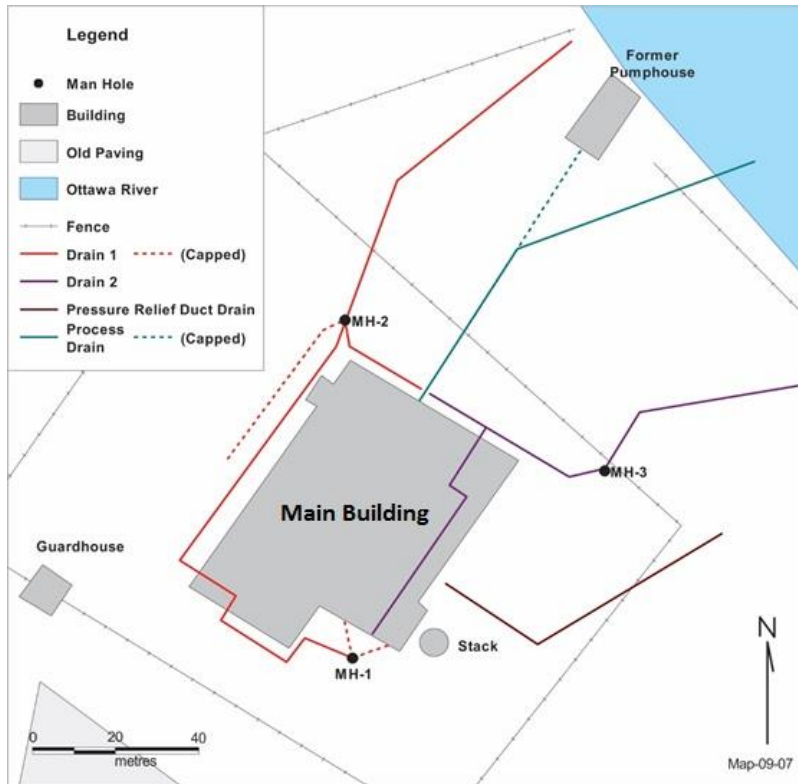 Legend
Man Hole
Building
Old Paving
Ottawa River
Fence
Drain 1 (Capped)
Drain 2
Pressure Relief Duct Drain
Process
Drain (Capped)
Former
Pumphouse
MH-2
MH-3
Main Building
Guardhouse
Stack
MH-1
N
0 20 40
metres
Map-09-07